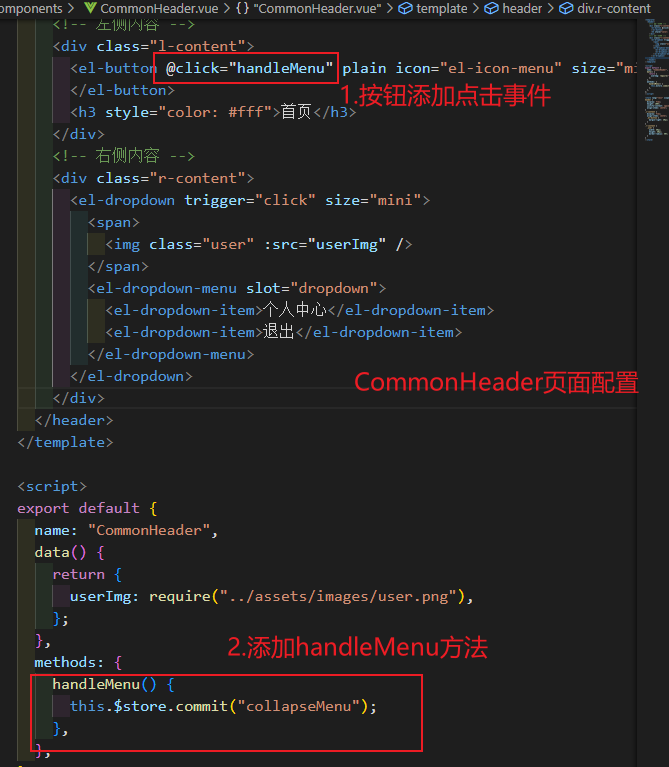 omponents > CommonHeader.vue > {} "CommonHeader.vue" > template > header > div.r-content
<!-- 左侧内容 -->
<div class="l-content">
<el-button @click="handleMenu" plain icon="el-icon-menu" size="mi
</el-button>
1.按钮添加点击事件
<h3 style="color: #fff">首页</h3>
</div>
<!-- 右侧内容 -->
<div class="r-content">
<el-dropdown trigger="click" size="mini">
<span>
<img class="user" :src="userImg" />
</span>
<el-dropdown-menu slot="dropdown">
<el-dropdown-item>个人中心</el-dropdown-item>
<el-dropdown-item>退出</el-dropdown-item>
</el-dropdown-menu>
</el-dropdown>
CommonHeader页面配置
</div>
</header>
</template>
<script>
export default {
name: "CommonHeader",
data() {
return {
userImg: require("../assets/images/user.png"),
};
},
2.添加handleMenu方法
methods: {
handleMenu() {
this.$store.commit("collapseMenu");
},
},